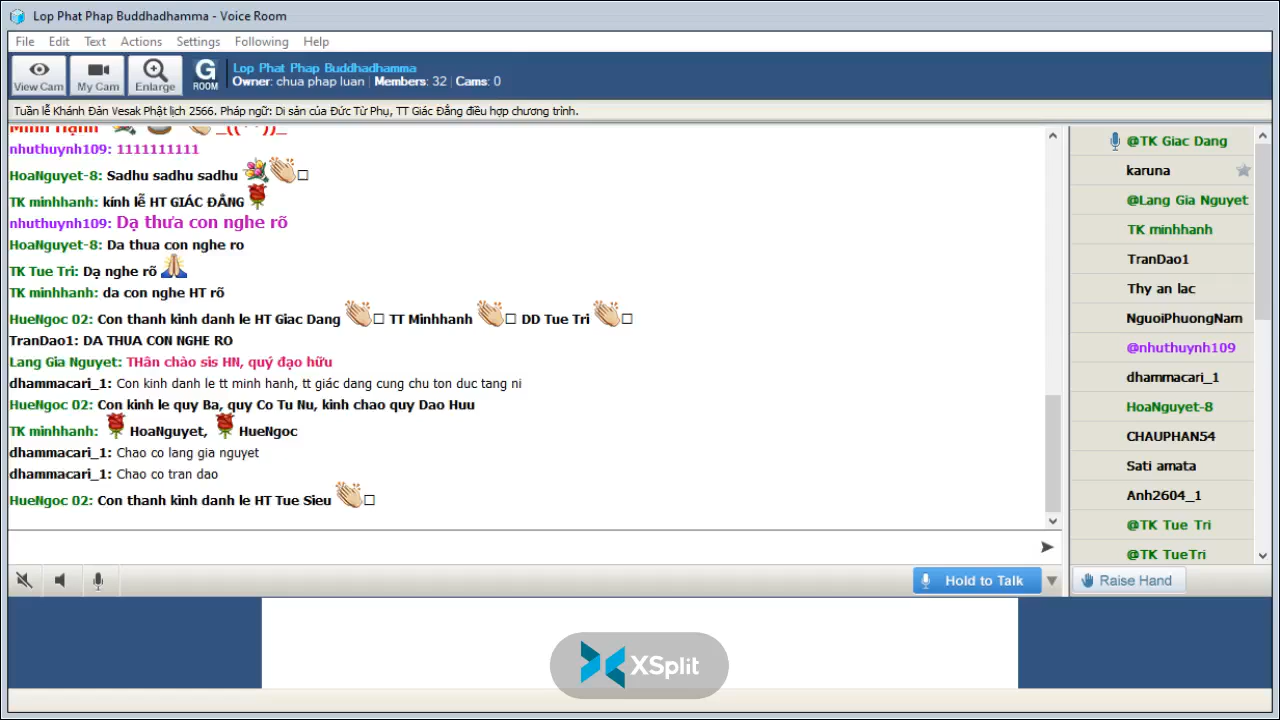 Lop Phat Phap Buddhadhamma - Voice Room
File Edit Text Actions Settings Following Help
View Cam My Cam Enlarge G ROOM
Lop Phat Phap Buddhadhamma
Owner: chua phap luan | Members: 32 | Cams: 0
Tuần lễ Khánh Đản Vesak Phật lịch 2566. Pháp ngữ: Di sản của Đức Từ Phụ, TT Giác Đẳng điều hợp chương trình.
Minh Hạnh _((^^))_
nhuthuynh109: 1111111111
HoaNguyet-8: Sadhu sadhu sadhu
TK minhhanh: kính lễ HT GIÁC ĐẲNG
nhuthuynh109: Dạ thưa con nghe rõ
HoaNguyet-8: Da thua con nghe ro
TK Tue Tri: Dạ nghe rõ
TK minhhanh: da con nghe HT rõ
HueNgoc 02: Con thanh kinh danh le HT Giac Dang TT Minhhanh DD Tue Tri
TranDao1: DA THUA CON NGHE RO
Lang Gia Nguyet: THân chào sis HN, quý đạo hữu
dhammacari_1: Con kinh danh le tt minh hanh, tt giác dang cung chu ton duc tang ni
HueNgoc 02: Con kinh le quy Ba, quy Co Tu Nu, kinh chao quy Dao Huu
TK minhhanh: HoaNguyet, HueNgoc
dhammacari_1: Chao co lang gia nguyet
dhammacari_1: Chao co tran dao
HueNgoc 02: Con thanh kinh danh le HT Tue Sieu
Hold to Talk
@TK Giac Dang
karuna
@Lang Gia Nguyet
TK minhhanh
TranDao1
Thy an lac
NguoiPhuongNam
@nhuthuynh109
dhammacari_1
HoaNguyet-8
CHAUPHAN54
Sati amata
Anh2604_1
@TK Tue Tri
@TK TueTri
Raise Hand
XSplit